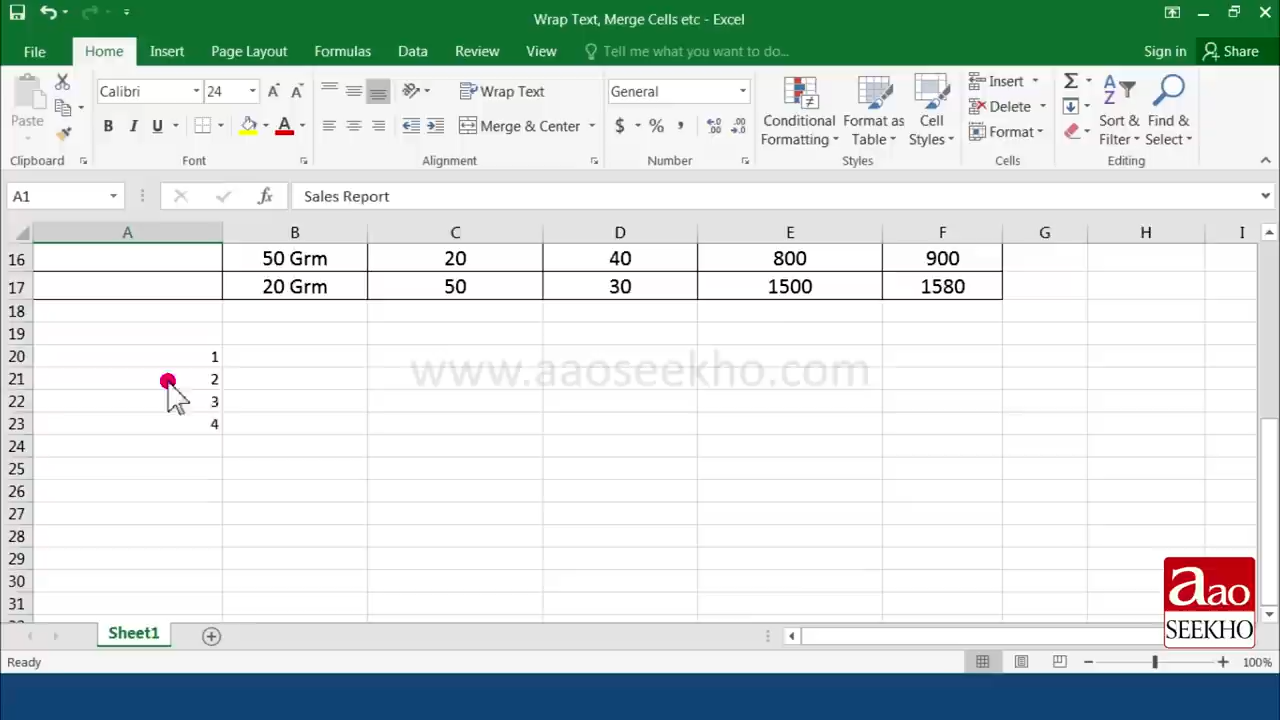 Wrap Text, Merge Cells etc - Excel
File Home Insert Page Layout Formulas Data Review View Tell me what you want to do... Sign in Share
Paste
Clipboard
Calibri 24
B I U A
Font
Wrap Text
Merge & Center
Alignment
General
$ % ,
Number
Conditional Formatting
Format as Table
Cell Styles
Styles
Insert
Delete
Format
Cells
Sort & Filter
Find & Select
Editing
A1 fx Sales Report
A B C D E F G H I
16 50 Grm 20 40 800 900
17 20 Grm 50 30 1500 1580
18
19
20 1
21 2
22 3
23 4
24
25
26
27
28
29
30
31
www.aaoseekho.com
aao
SEEKHO
Sheet1
Ready 100%